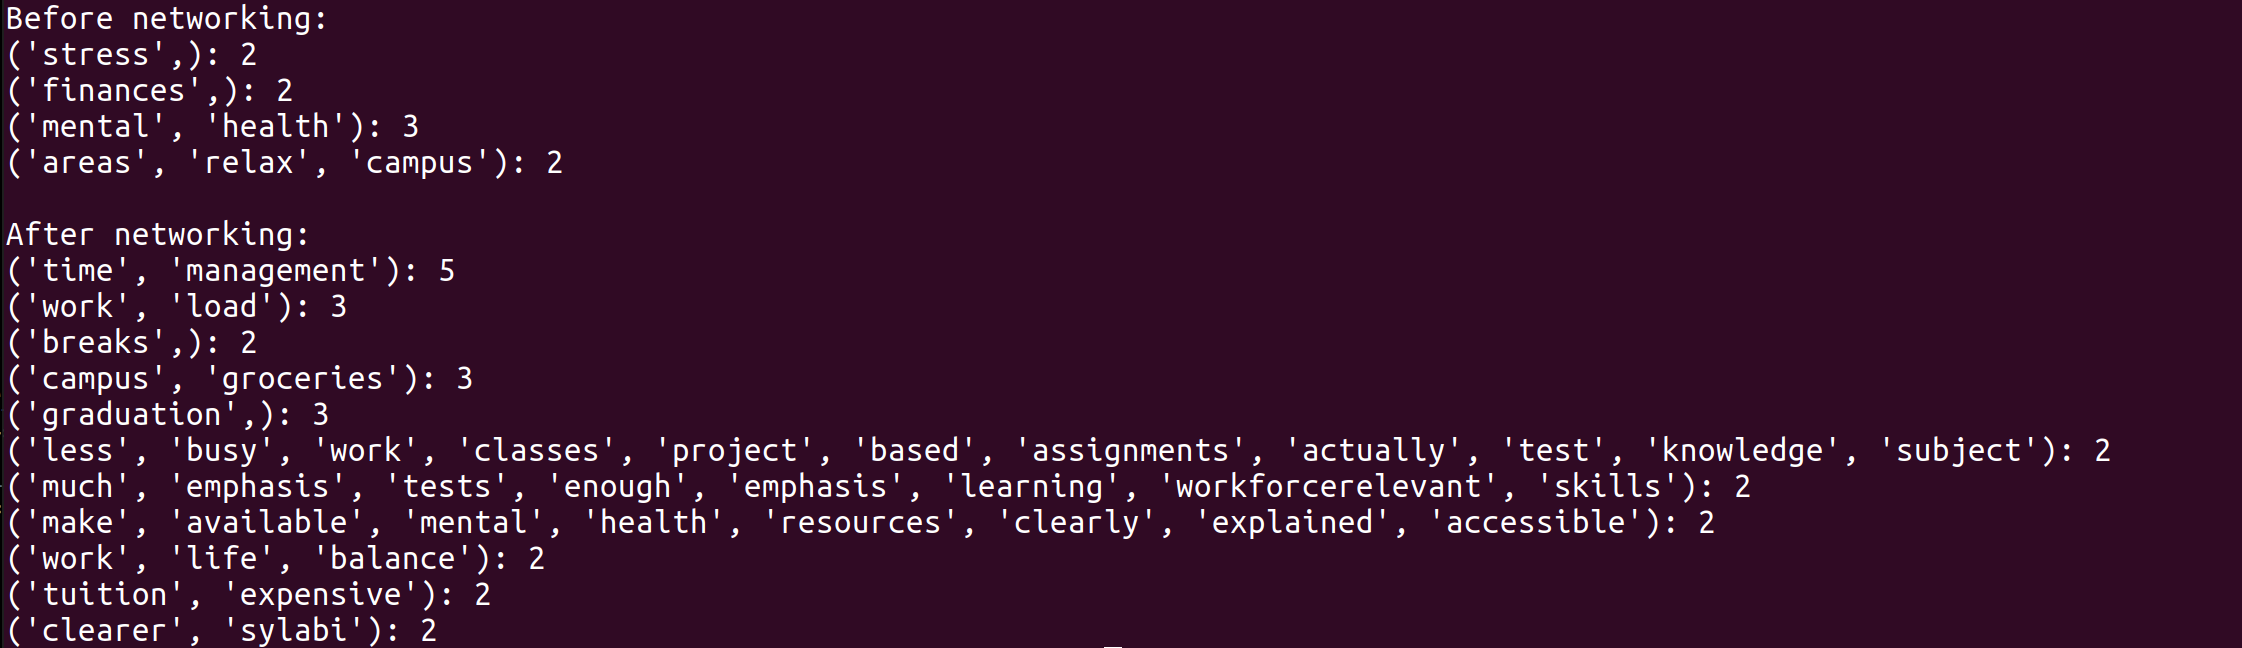 Before networking:
('stress',): 2
('finances',): 2
('mental', 'health'): 3
('areas', 'relax', 'campus'): 2
After networking:
('time', 'management'): 5
('work', 'load'): 3
('breaks',): 2
('campus', 'groceries'): 3
('graduation',): 3
('less', 'busy', 'work', 'classes', 'project', 'based', 'assignments', 'actually', 'test', 'knowledge', 'subject'): 2
('much', 'emphasis', 'tests', 'enough', 'emphasis', 'learning', 'workforcerelevant', 'skills'): 2
('make', 'available', 'mental', 'health', 'resources', 'clearly', 'explained', 'accessible'): 2
('work', 'life', 'balance'): 2
('tuition', 'expensive'): 2
('clearer', 'sylabi'): 2